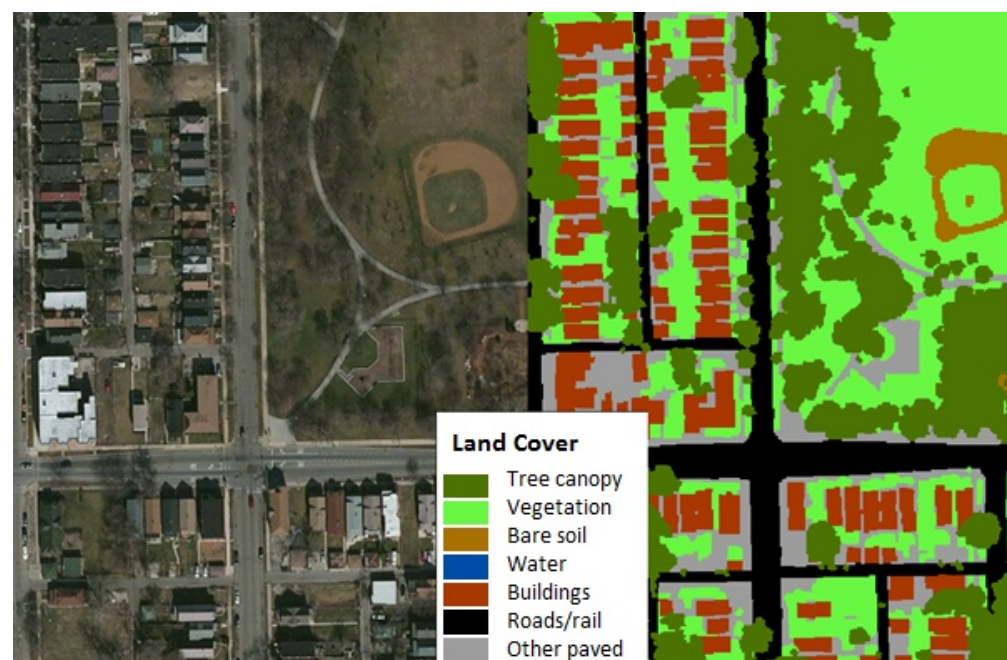 Land Cover
Tree canopy
Vegetation
Bare soil
Water
Buildings
Roads/rail
Other paved